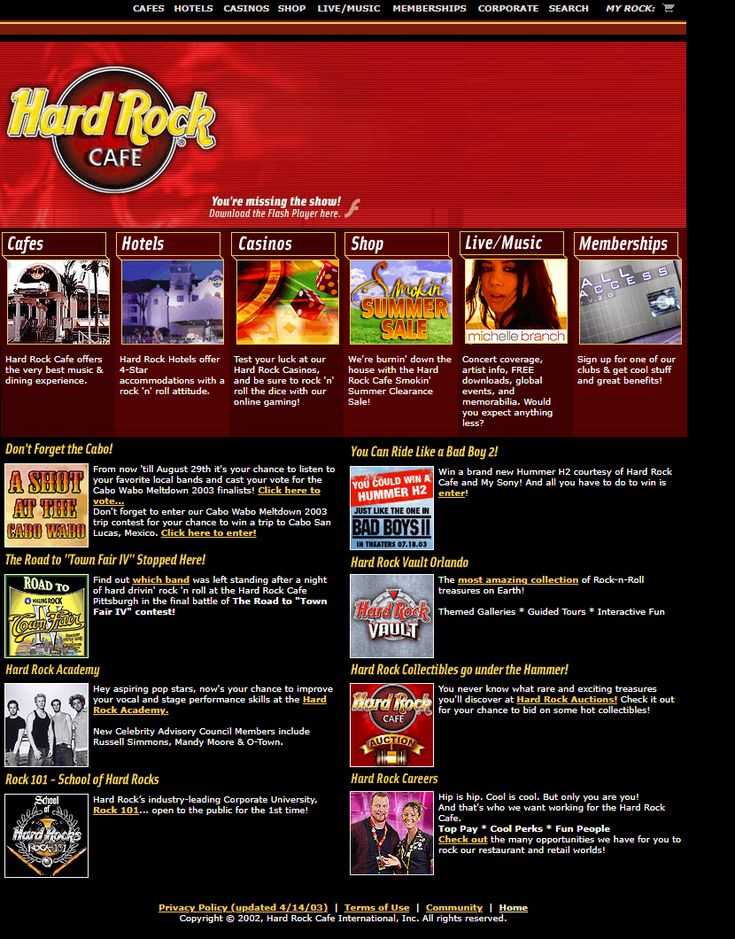 CAFES HOTELS CASINOS SHOP LIVE/MUSIC MEMBERSHIPS CORPORATE SEARCH MY ROCK:
Hard Rock
CAFE
You're missing the show!
Download the Flash Player here.
Cafes
Hard Rock Cafe offers
the very best music &
dining experience.
Hotels
Hard Rock Hotels offer
4-Star
accommodations with a
rock 'n' roll attitude.
Casinos
Test your luck at our
Hard Rock Casinos,
and be sure to rock 'n'
roll the dice with our
online gaming!
Shop
Smokin'
SUMMER
SALE
We're burnin' down the
house with the Hard
Rock Cafe Smokin'
Summer Clearance
Sale!
Live/Music
michelle branch
Concert coverage,
artist info, FREE
downloads, global
events, and
memorabilia. Would
you expect anything
less?
Memberships
ALL
ACCESS
V.2.0
Sign up for one of our
clubs & get cool stuff
and great benefits!
Don't Forget the Cabo!
A SHOT
AT THE
CABO WABO
From now 'till August 29th it's your chance to listen to
your favorite local bands and cast your vote for the
Cabo Wabo Meltdown 2003 finalists! Click here to
vote...
Don't forget to enter our Cabo Wabo Meltdown 2003
trip contest for your chance to win a trip to Cabo San
Lucas, Mexico. Click here to enter!
You Can Ride Like a Bad Boy 2!
YOU COULD WIN A
HUMMER H2
JUST LIKE THE ONE IN
BAD BOYS II
IN THEATERS 07.18.03
Win a brand new Hummer H2 courtesy of Hard Rock
Cafe and My Sony! And all you have to do to win is
enter!
The Road to "Town Fair IV" Stopped Here!
ROAD TO
ROLLING ROCK
Town Fair
IV
Find out which band was left standing after a night
of hard drivin' rock 'n roll at the Hard Rock Cafe
Pittsburgh in the final battle of The Road to "Town
Fair IV" contest!
Hard Rock Vault Orlando
Hard Rock
VAULT
The most amazing collection of Rock-n-Roll
treasures on Earth!
Themed Galleries * Guided Tours * Interactive Fun
Hard Rock Academy
Hey aspiring pop stars, now's your chance to improve
your vocal and stage performance skills at the Hard
Rock Academy.
New Celebrity Advisory Council Members include
Russell Simmons, Mandy Moore & O-Town.
Hard Rock Collectibles go under the Hammer!
Hard Rock
CAFE
AUCTION
You never know what rare and exciting treasures
you'll discover at Hard Rock Auctions! Check it out
for your chance to bid on some hot collectibles!
Rock 101 - School of Hard Rocks
School
of
Hard Rocks
ROCK 101
Hard Rock's industry-leading Corporate University,
Rock 101... open to the public for the 1st time!
Hard Rock Careers
Hip is hip. Cool is cool. But only you are you!
And that's who we want working for the Hard Rock
Cafe.
Top Pay * Cool Perks * Fun People
Check out the many opportunities we have for you to
rock our restaurant and retail worlds!
Privacy Policy (updated 4/14/03) | Terms of Use | Community | Home
Copyright © 2002, Hard Rock Cafe International, Inc. All rights reserved.